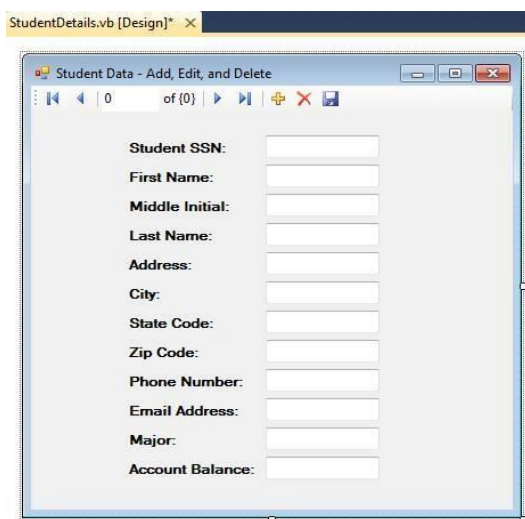 StudentDetails.vb [Design]*
Student Data - Add, Edit, and Delete
0 of {0}
Student SSN:
First Name:
Middle Initial:
Last Name:
Address:
City:
State Code:
Zip Code:
Phone Number:
Email Address:
Major:
Account Balance: